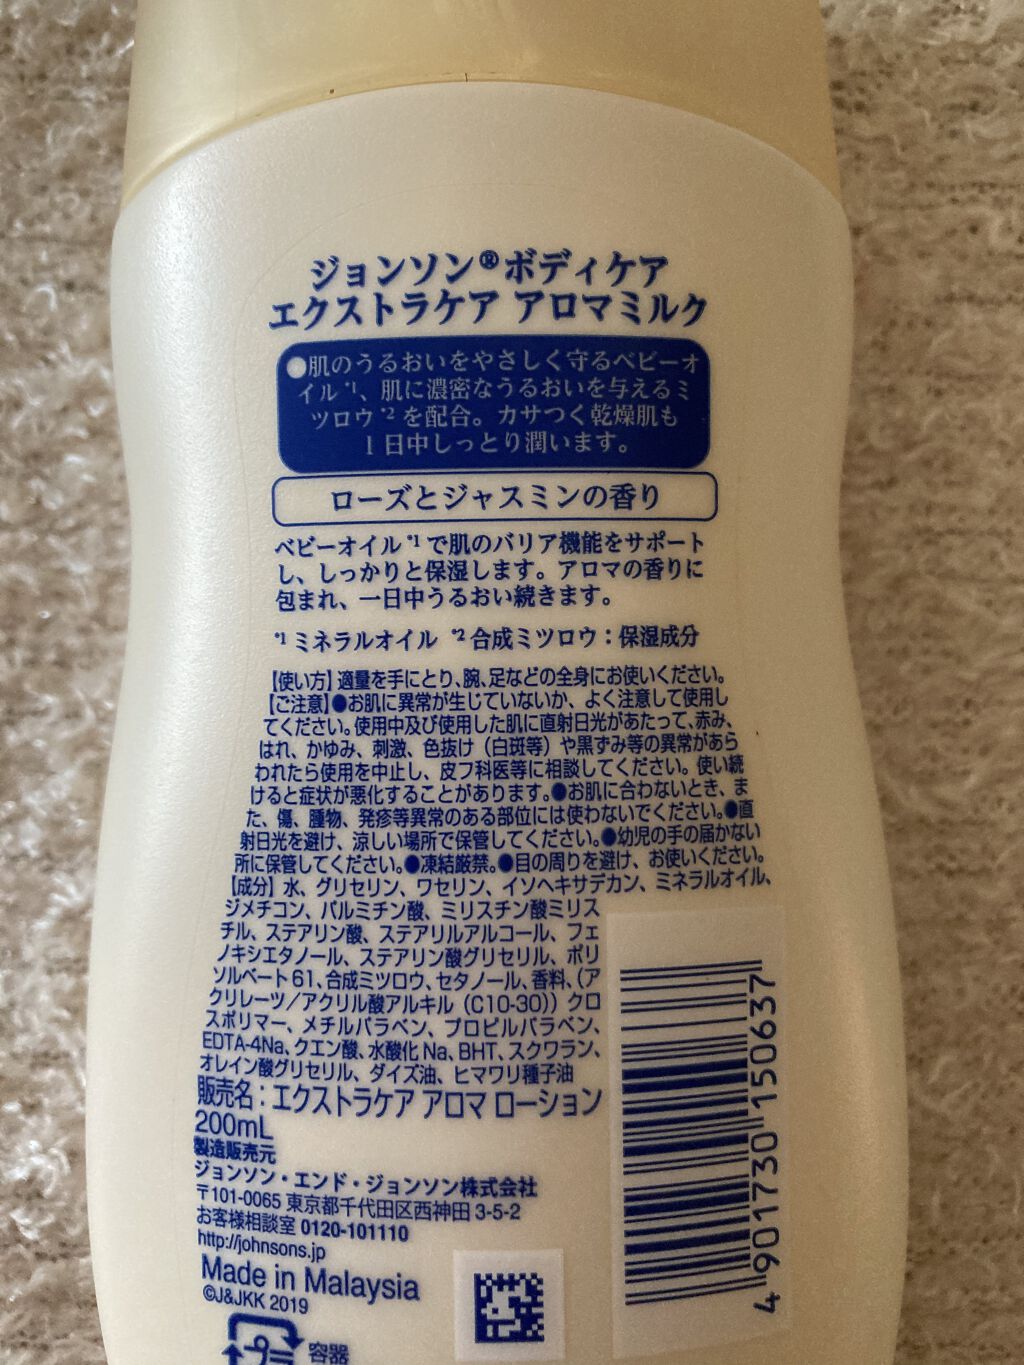 ジョンソン®ボディケア
エクストラケア アロマミルク
●肌のうるおいをやさしく守るベビーオ
イル*1、肌に濃密なうるおいを与えるミ
ツロウ*2を配合。カサつく乾燥肌も
1日中しっとり潤います。
ローズとジャスミンの香り
ベビーオイル*1で肌のバリア機能をサポート
し、しっかりと保湿します。アロマの香りに
包まれ、一日中うるおい続きます。
*1ミネラルオイル *2合成ミツロウ：保湿成分
【使い方】適量を手にとり、腕、足などの全身にお使いください。
【ご注意】●お肌に異常が生じていないか、よく注意して使用し
てください。使用中及び使用した肌に直射日光があたって、赤み、
はれ、かゆみ、刺激、色抜け（白斑等）や黒ずみ等の異常があら
われたら使用を中止し、皮フ科医等に相談してください。使い続
けると症状が悪化することがあります。●お肌に合わないとき、ま
た、傷、腫物、発疹等異常のある部位には使わないでください。●直
射日光を避け、涼しい場所で保管してください。●幼児の手の届かない
所に保管してください。●凍結厳禁。●目の周りを避け、お使いください。
【成分】水、グリセリン、ワセリン、イソヘキサデカン、ミネラルオイル、
ジメチコン、パルミチン酸、ミリスチン酸ミリス
チル、ステアリン酸、ステアリルアルコール、フェ
ノキシエタノール、ステアリン酸グリセリル、ポリ
ソルベート61、合成ミツロウ、セタノール、香料、（ア
クリレーツ／アクリル酸アルキル（C10-30））クロ
スポリマー、メチルパラベン、プロピルパラベン、
EDTA-4Na、クエン酸、水酸化Na、BHT、スクワラン、
オレイン酸グリセリル、ダイズ油、ヒマワリ種子油
販売名：エクストラケア アロマ ローション
200mL
製造販売元
ジョンソン・エンド・ジョンソン株式会社
〒101-0065 東京都千代田区西神田 3-5-2
お客様相談室 0120-101110
http://johnsons.jp
Made in Malaysia
©J&JKK 2019
プラ 容器
4 901730 150637